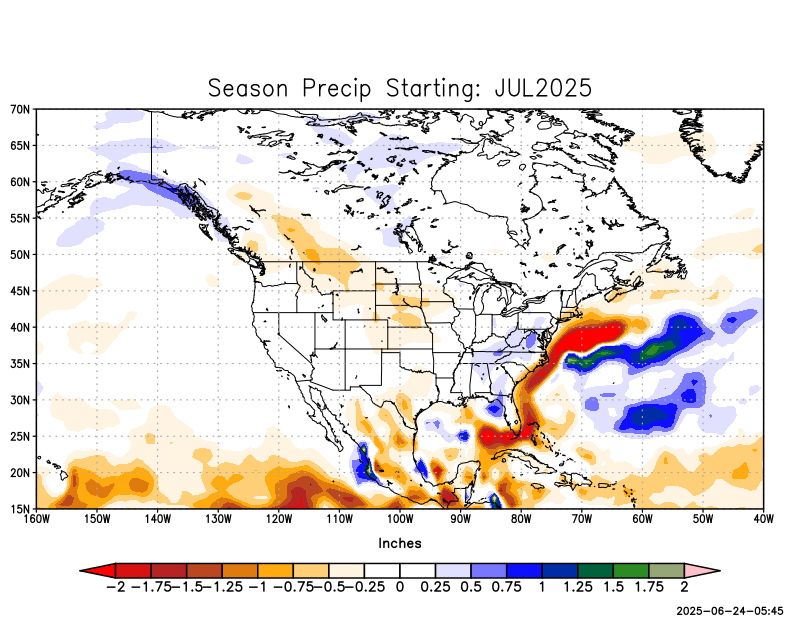 Season Precip Starting: JUL2025
70N
65N
60N
55N
50N
45N
40N
35N
30N
25N
20N
15N
160W 150W 140W 130W 120W 110W 100W 90W 80W 70W 60W 50W 40W
Inches
−2 −1.75 −1.5 −1.25 −1 −0.75 −0.5 −0.25 0 0.25 0.5 0.75 1 1.25 1.5 1.75 2
2025−06−24−05:45